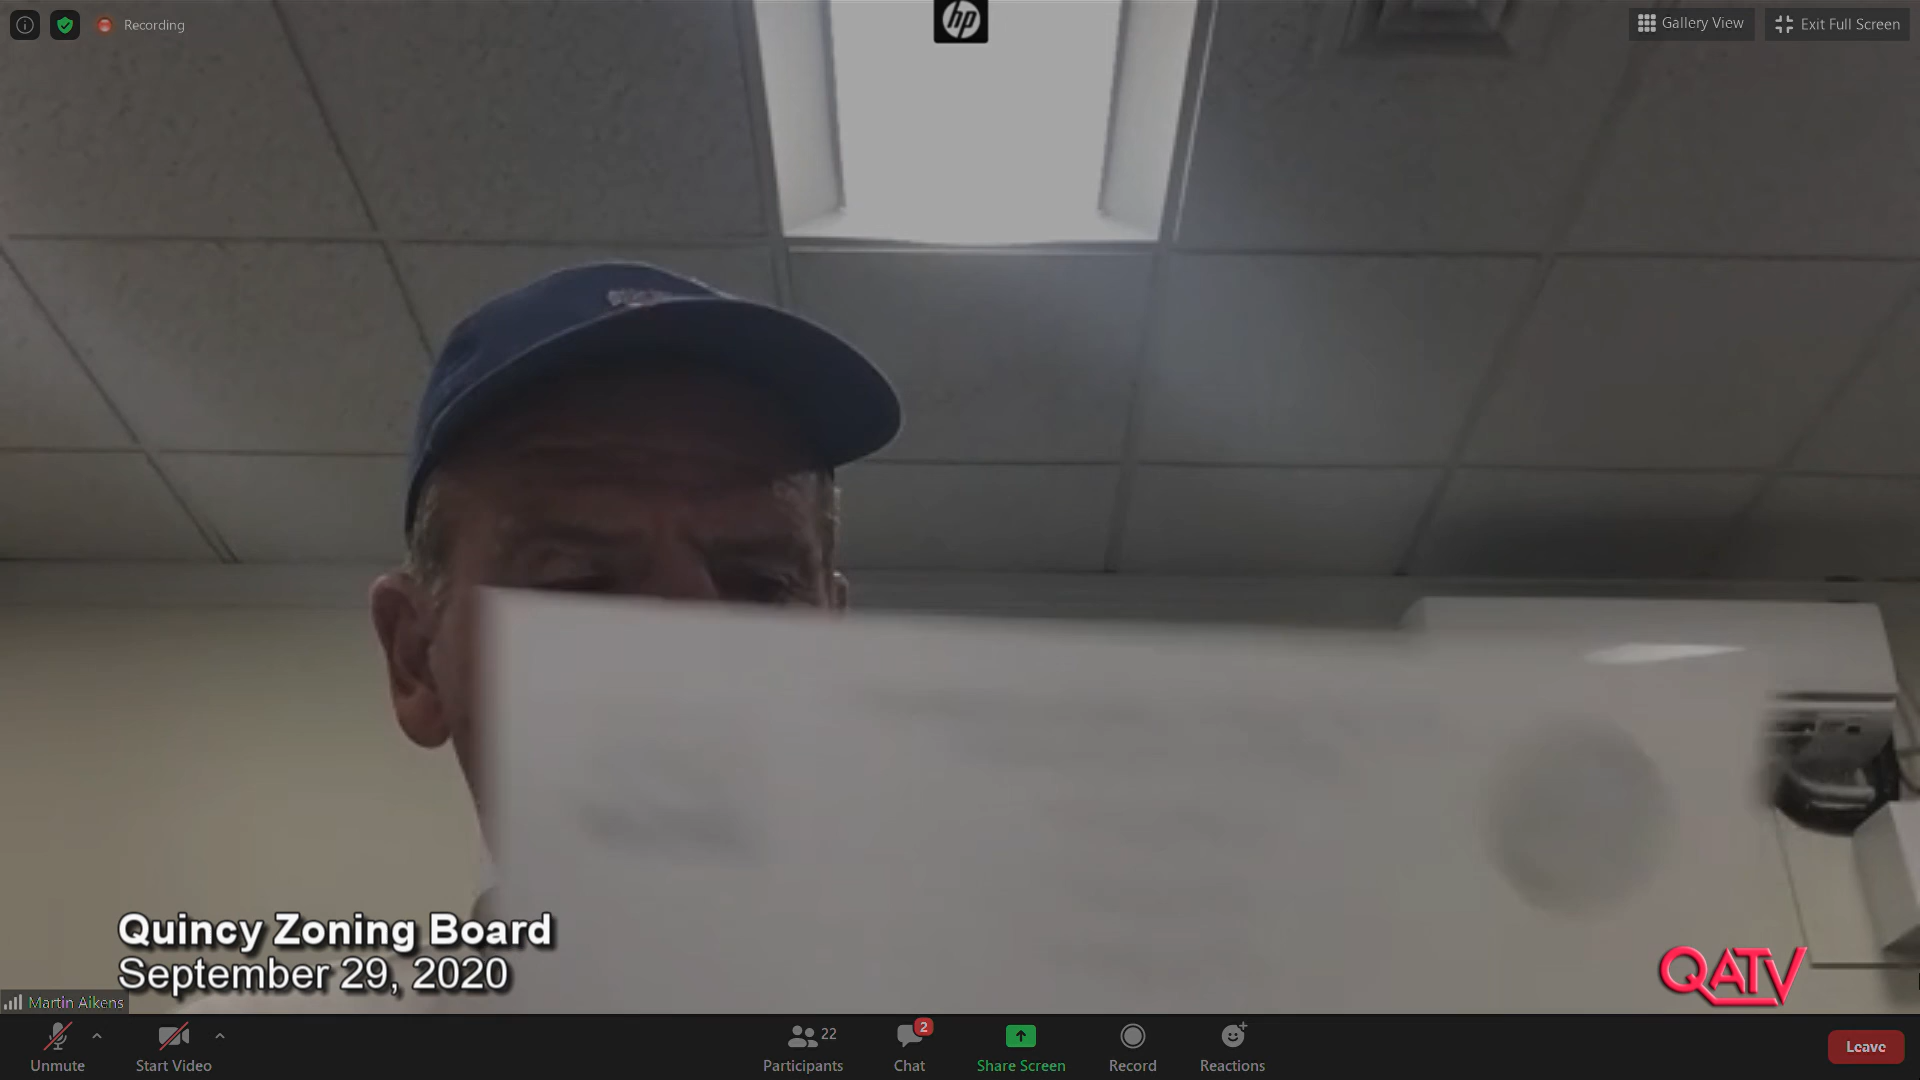 Recording
hp
Gallery View
Exit Full Screen
Quincy Zoning Board
September 29, 2020
QATV
Martin Aikens
Unmute
Start Video
22
Participants
2
Chat
Share Screen
Record
Reactions
Leave